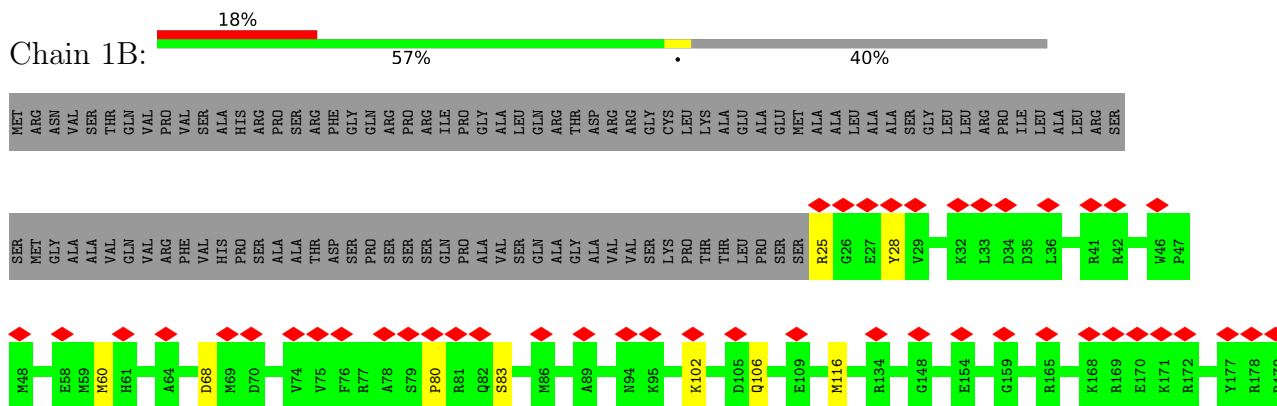 18%
Chain 1B:
57% • 40%
MET ARG ASN VAL SER THR GLN VAL PRO VAL SER ALA HIS ARG PRO SER ARG PHE GLY GLN ARG PRO ARG ILE PRO GLY ALA LEU GLN ARG THR ASP ARG ARG GLY CYS LEU LYS ALA GLU ALA GLU MET ALA ALA LEU ALA ALA SER GLY LEU LEU ARG PRO ILE LEU ALA LEU ARG SER
SER MET GLY ALA ALA VAL GLN VAL ARG PHE VAL HIS PRO SER ALA ALA THR ASP SER PRO SER SER SER GLN PRO ALA VAL SER GLN ALA GLY ALA VAL VAL SER LYS PRO THR THR LEU PRO SER SER R25 G26 E27 Y28 V29 K32 L33 D34 D35 L36 R41 R42 W46 P47
M48 E58 M59 M60 H61 A64 D68 M69 D70 V74 V75 F76 R77 A78 S79 P80 R81 Q82 S83 M86 A89 N94 K95 K102 D105 Q106 E109 M116 R134 G148 E154 G159 R165 K168 R169 E170 K171 R172 Y177 R178